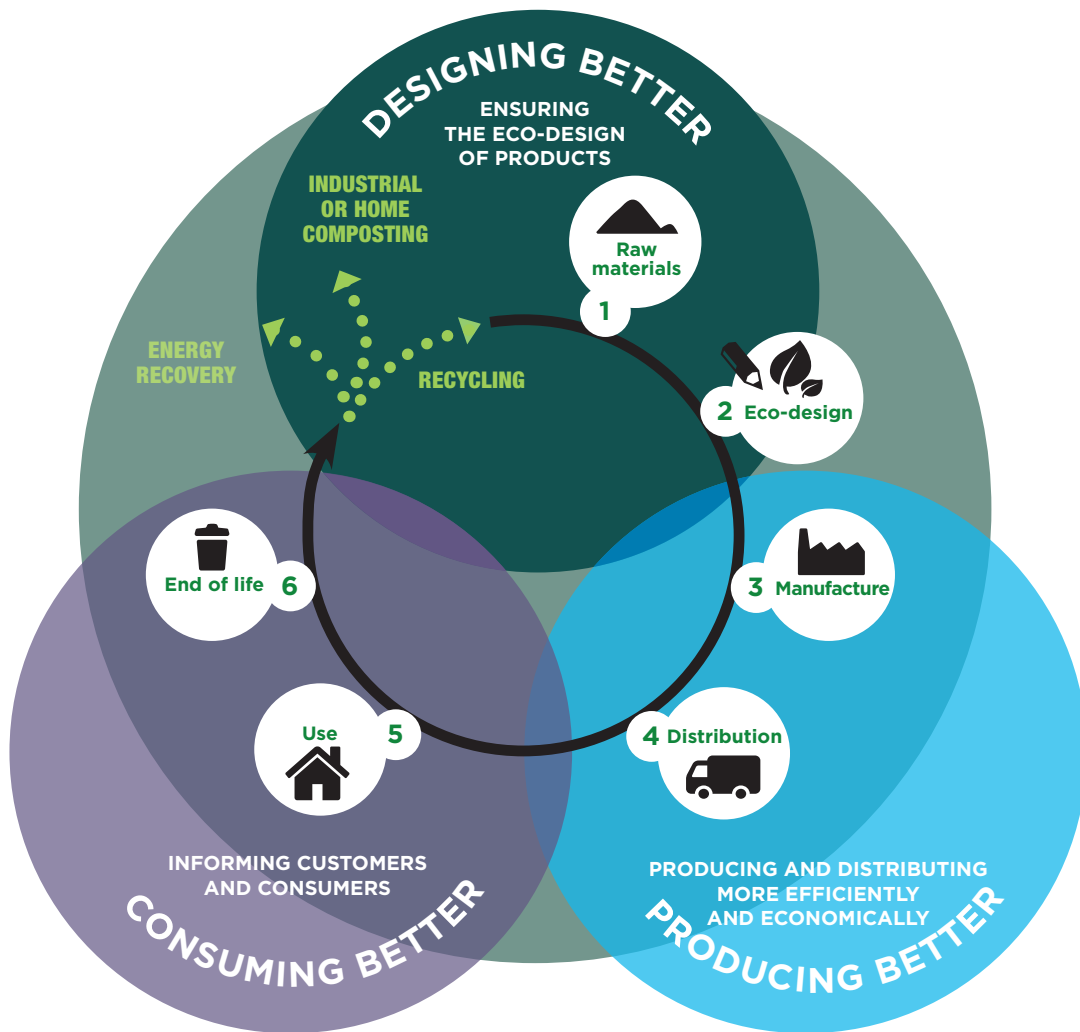 DESIGNING BETTER
ENSURING
THE ECO-DESIGN
OF PRODUCTS
INDUSTRIAL
OR HOME
COMPOSTING
ENERGY
RECOVERY
RECYCLING
Raw
materials
1
2 Eco-design
3 Manufacture
4 Distribution
Use 5
End of life 6
INFORMING CUSTOMERS
AND CONSUMERS
CONSUMING BETTER
PRODUCING AND DISTRIBUTING
MORE EFFICIENTLY
AND ECONOMICALLY
PRODUCING BETTER